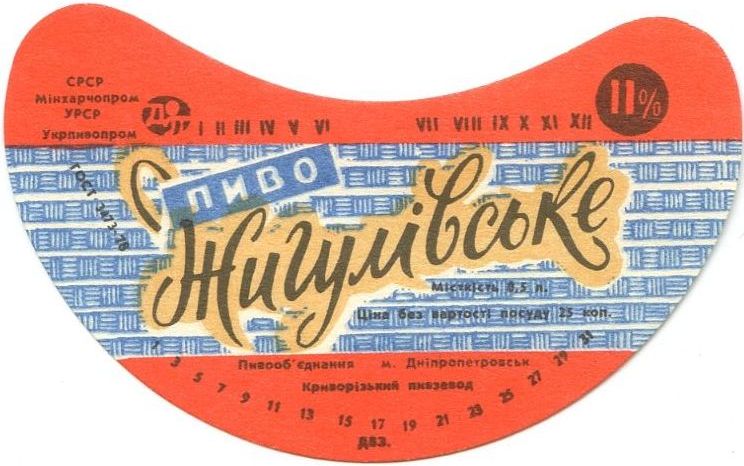 СРСР
Мінхарчопром
УРСР
Укрпивопром
I II III IV V VI
VII VIII IX X XI XII
11%
ГОСТ 3473-78
ПИВО
Жигулівське
Місткість 0,5 л.
Ціна без вартості посуду 25 коп.
Пивооб'єднання м. Дніпропетровськ
Криворізький пивзавод
1 3 5 7 9 11 13 15 17 19 21 23 25 27 29 31
ДВЗ.